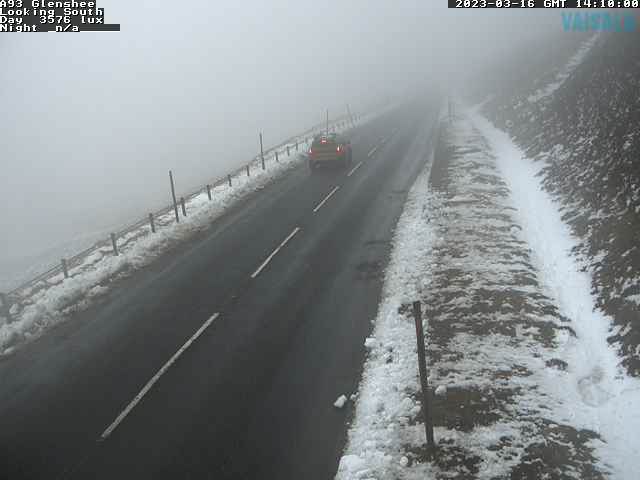 A93 Glenshee
2023-03-16 GMT 14:10:00
Looking South
Day 3576 lux
Night n/a
VAISALA